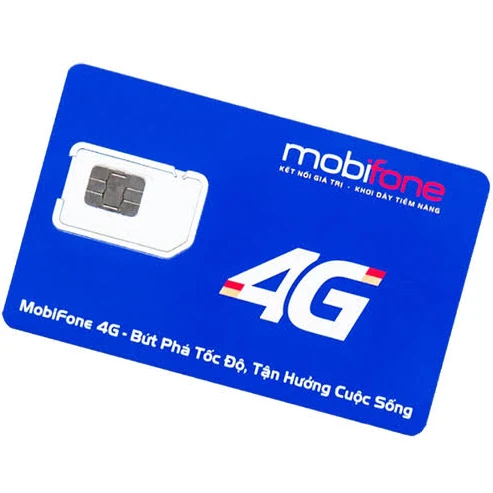 mobifone
KẾT NỐI GIÁ TRỊ - KHƠI DẬY TIỀM NĂNG
4G
MobiFone 4G - Bứt Phá Tốc Độ, Tận Hưởng Cuộc Sống